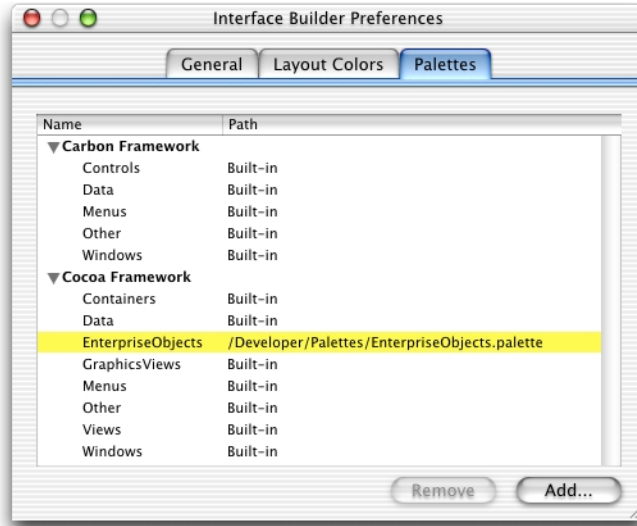 Interface Builder Preferences
General Layout Colors Palettes
Name Path
Carbon Framework
Controls Built-in
Data Built-in
Menus Built-in
Other Built-in
Windows Built-in
Cocoa Framework
Containers Built-in
Data Built-in
EnterpriseObjects /Developer/Palettes/EnterpriseObjects.palette
GraphicsViews Built-in
Menus Built-in
Other Built-in
Views Built-in
Windows Built-in
Remove Add...